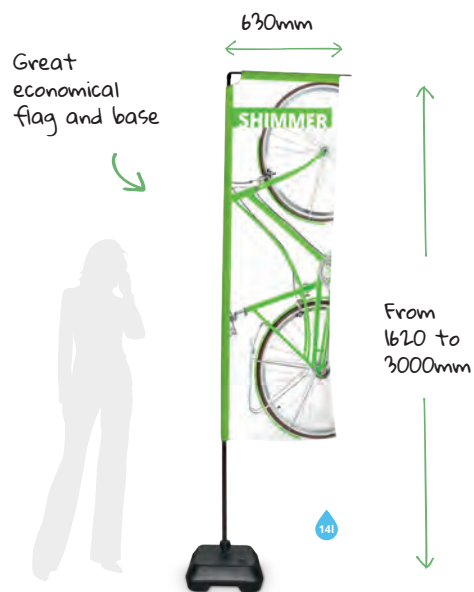 630mm
Great
economical
flag and base
SHIMMER
From
1620 to
3000mm
14l